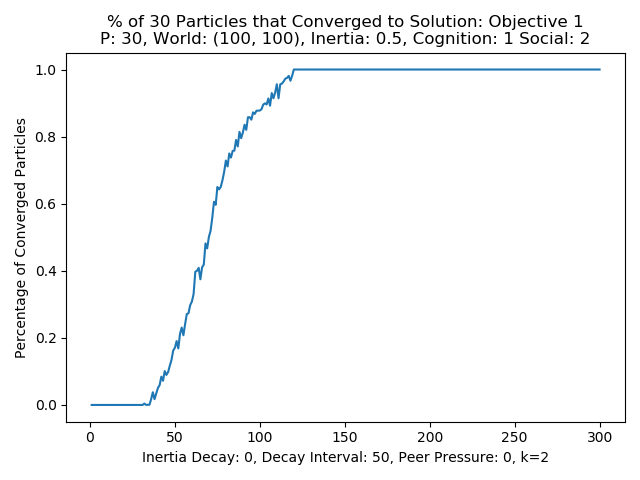 % of 30 Particles that Converged to Solution: Objective 1
P: 30, World: (100, 100), Inertia: 0.5, Cognition: 1 Social: 2
Percentage of Converged Particles
1.0
0.8
0.6
0.4
0.2
0.0
0 50 100 150 200 250 300
Inertia Decay: 0, Decay Interval: 50, Peer Pressure: 0, k=2